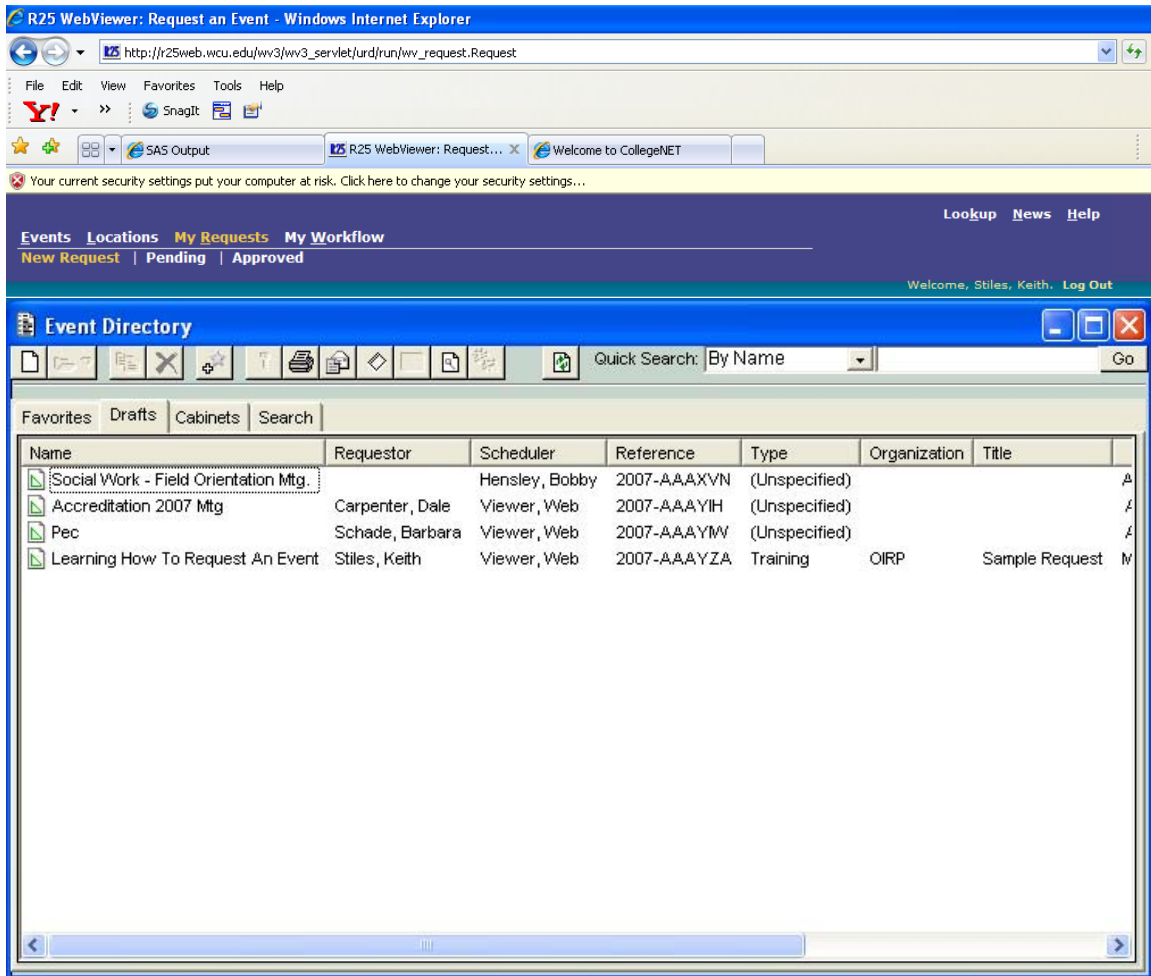 R25 WebViewer: Request an Event - Windows Internet Explorer
R25 http://r25web.wcu.edu/wv3/wv3_servlet/urd/run/wv_request.Request
File Edit View Favorites Tools Help
Y! >> SnagIt
SAS Output R25 R25 WebViewer: Request... X Welcome to CollegeNET
Your current security settings put your computer at risk. Click here to change your security settings...
Lookup News Help
Events Locations My Requests My Workflow
New Request | Pending | Approved
Welcome, Stiles, Keith. Log Out
Event Directory
Quick Search: By Name Go
Favorites Drafts Cabinets Search
Name Requestor Scheduler Reference Type Organization Title
Social Work - Field Orientation Mtg. Hensley, Bobby 2007-AAAXVN (Unspecified)
Accreditation 2007 Mtg Carpenter, Dale Viewer, Web 2007-AAAYIH (Unspecified)
Pec Schade, Barbara Viewer, Web (Unspecified)
Learning How To Request An Event Stiles, Keith Viewer, Web 2007-AAAYZA Training OIRP Sample Request